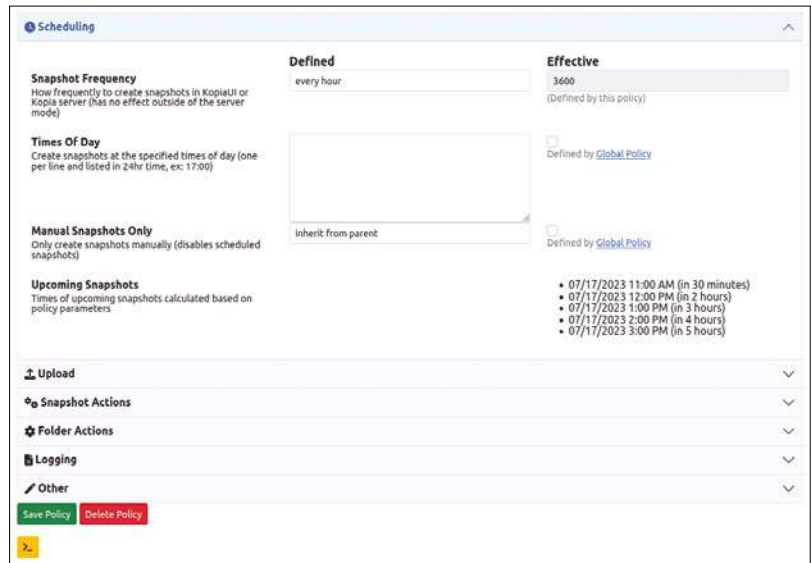 Scheduling
Defined
Effective
Snapshot Frequency
How frequently to create snapshots in KopiaUI or
Kopia server (has no effect outside of the server
mode)
every hour
3600
(Defined by this policy)
Times Of Day
Create snapshots at the specified times of day (one
per line and listed in 24hr time, ex: 17:00)
Defined by Global Policy
Manual Snapshots Only
Only create snapshots manually (disables scheduled
snapshots)
inherit from parent
Defined by Global Policy
Upcoming Snapshots
Times of upcoming snapshots calculated based on
policy parameters
• 07/17/2023 11:00 AM (in 30 minutes)
• 07/17/2023 12:00 PM (in 2 hours)
• 07/17/2023 1:00 PM (in 3 hours)
• 07/17/2023 2:00 PM (in 4 hours)
• 07/17/2023 3:00 PM (in 5 hours)
Upload
Snapshot Actions
Folder Actions
Logging
Other
Save Policy Delete Policy
>_